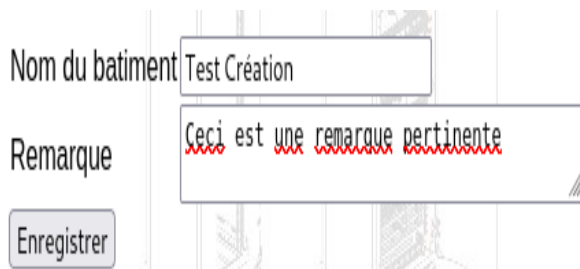 Nom du batiment Test Création
Remarque Ceci est une remarque pertinente
Enregistrer